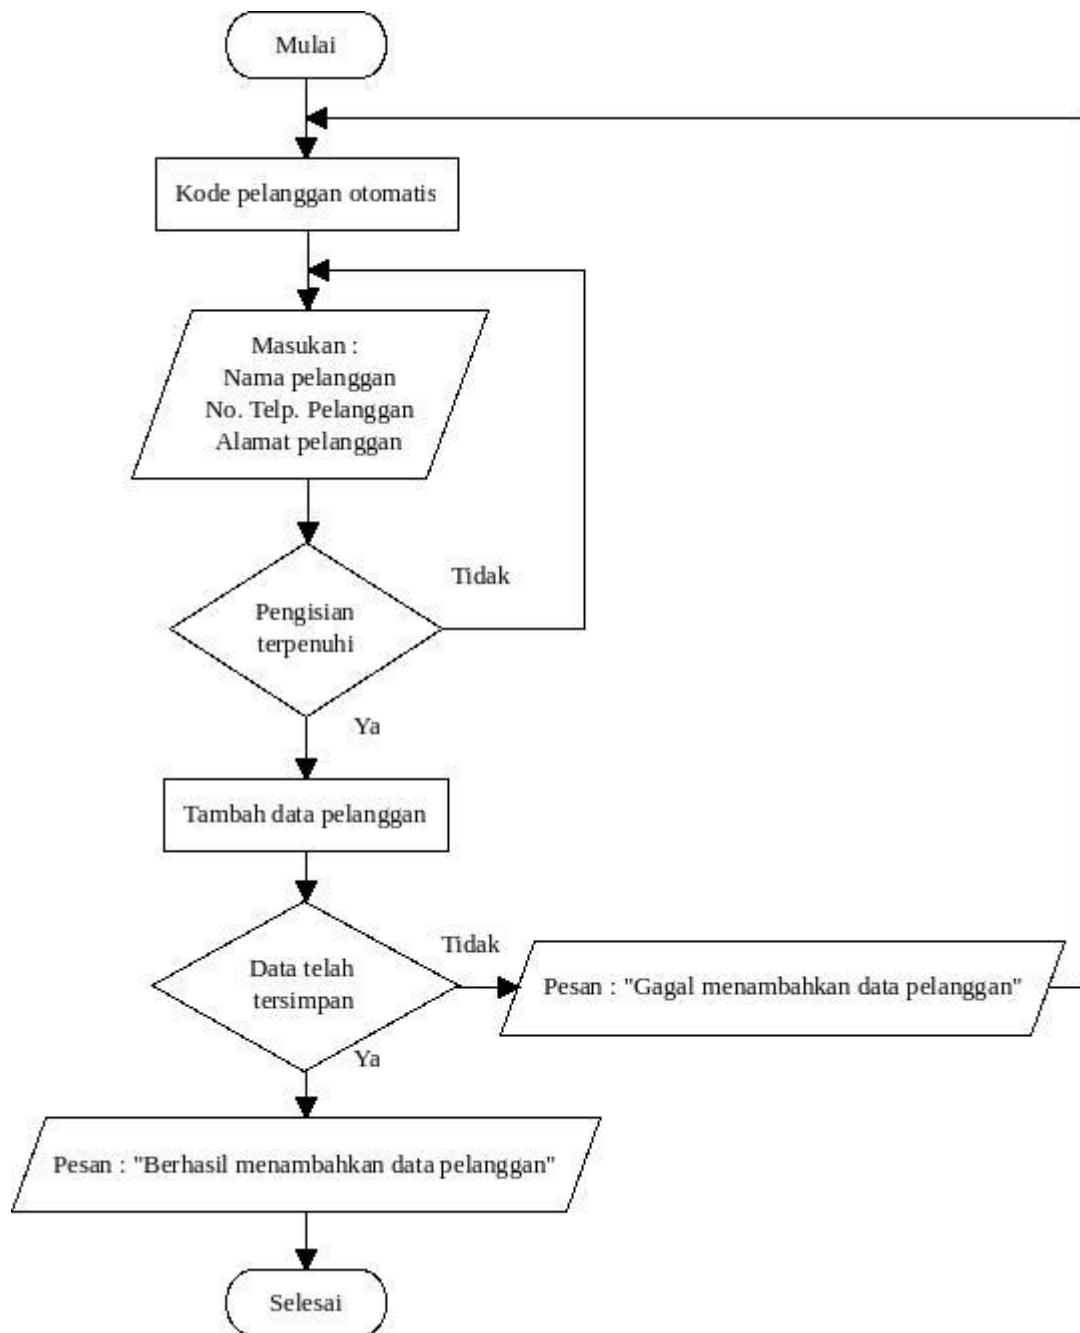 Mulai
Kode pelanggan otomatis
Masukan :
Nama pelanggan
No. Telp. Pelanggan
Alamat pelanggan
Tidak
Pengisian
terpenuhi
Ya
Tambah data pelanggan
Tidak
Data telah
tersimpan
Pesan : "Gagal menambahkan data pelanggan"
Ya
Pesan : "Berhasil menambahkan data pelanggan"
Selesai